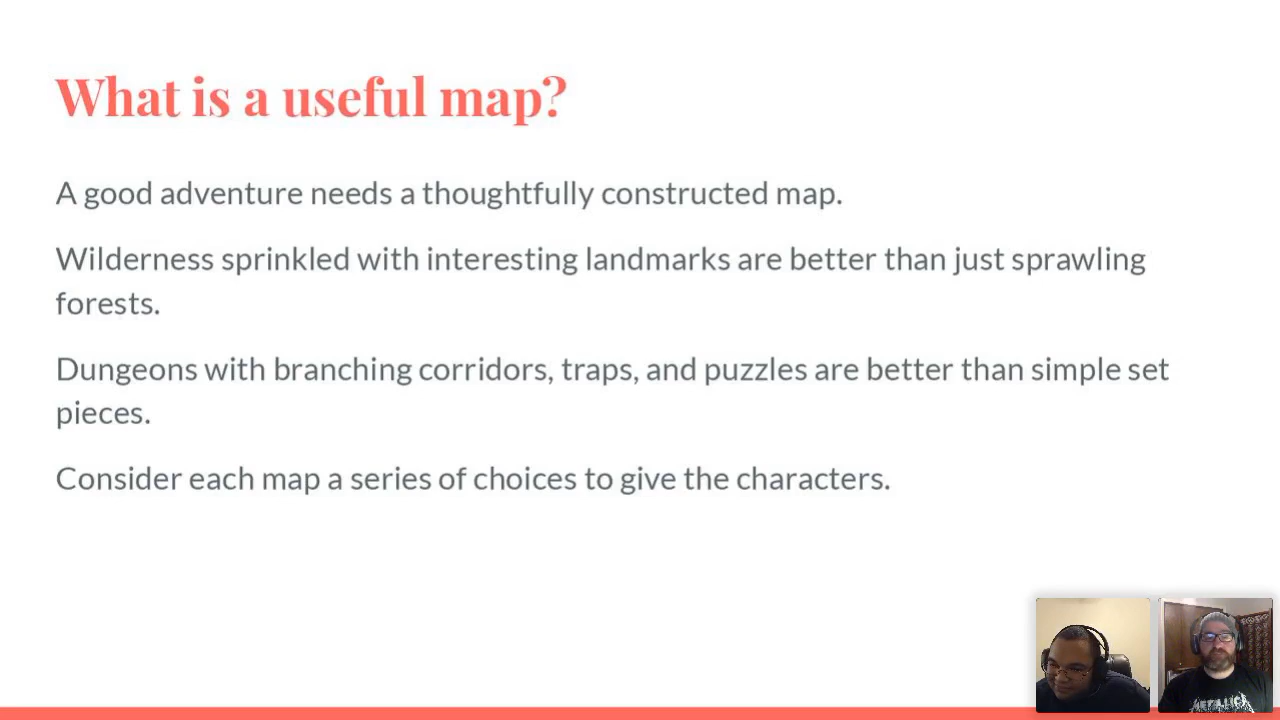 What is a useful map?
A good adventure needs a thoughtfully constructed map.
Wilderness sprinkled with interesting landmarks are better than just sprawling
forests.
Dungeons with branching corridors, traps, and puzzles are better than simple set
pieces.
Consider each map a series of choices to give the characters.
METALLICA